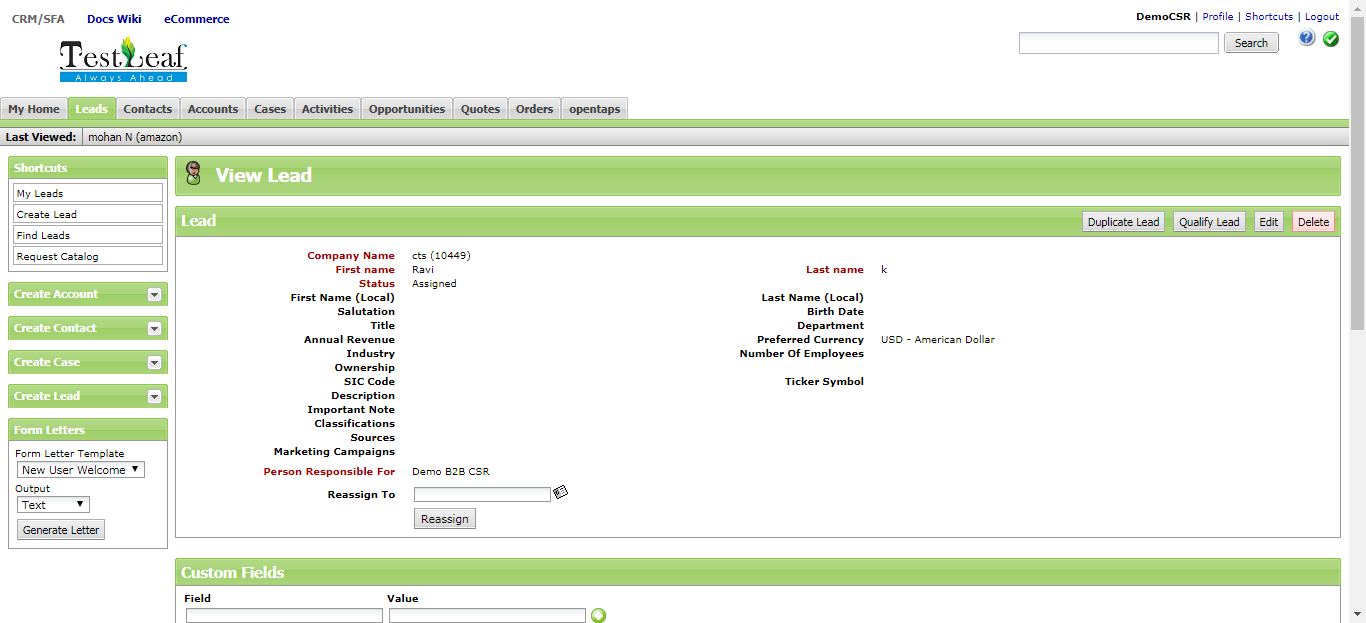 CRM/SFA Docs Wiki eCommerce
DemoCSR | Profile | Shortcuts | Logout
TestLeaf
Always Ahead
Search
My Home Leads Contacts Accounts Cases Activities Opportunities Quotes Orders opentaps
Last Viewed: mohan N (amazon)
Shortcuts
My Leads
Create Lead
Find Leads
Request Catalog
Create Account
Create Contact
Create Case
Create Lead
Form Letters
Form Letter Template
New User Welcome
Output
Text
Generate Letter
View Lead
Lead Duplicate Lead Qualify Lead Edit Delete
Company Name cts (10449)
First name Ravi Last name k
Status Assigned
First Name (Local) Last Name (Local)
Salutation Birth Date
Title Department
Annual Revenue Preferred Currency USD - American Dollar
Industry Number Of Employees
Ownership
SIC Code Ticker Symbol
Description
Important Note
Classifications
Sources
Marketing Campaigns
Person Responsible For Demo B2B CSR
Reassign To
Reassign
Custom Fields
Field Value